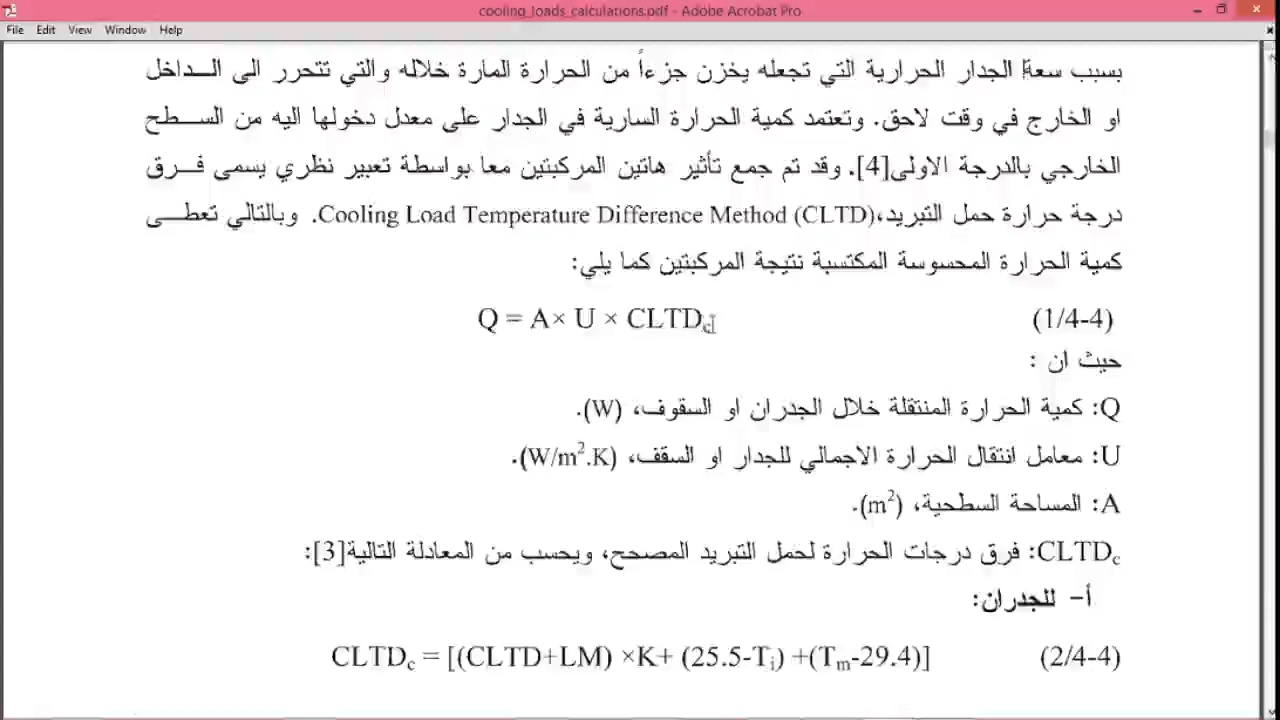 cooling_loads_calculations.pdf - Adobe Acrobat Pro
File Edit View Window Help
بسبب سعة الجدار الحرارية التي تجعله يخزن جزءاً من الحرارة المارة خلاله والتي تتحرر الى الـداخل
او الخارج في وقت لاحق. وتعتمد كمية الحرارة السارية في الجدار على معدل دخولها اليه من السـطح
الخارجي بالدرجة الاولى[4]. وقد تم جمع تأثير هاتين المركبتين معا بواسطة تعبير نظري يسمى فـرق
درجة حرارة حمل التبريد،Cooling Load Temperature Difference Method (CLTD). وبالتالي تعطـى
كمية الحرارة المحسوسة المكتسبة نتيجة المركبتين كما يلي:
Q = A× U × CLTDc (1/4-4)
حيث ان :
Q: كمية الحرارة المنتقلة خلال الجدران او السقوف، (W).
U: معامل انتقال الحرارة الاجمالي للجدار او السقف، (W/m².K).
A: المساحة السطحية، (m²).
CLTDc: فرق درجات الحرارة لحمل التبريد المصحح، ويحسب من المعادلة التالية[3]:
أ- للجدران:
CLTDc = [(CLTD+LM) ×K+ (25.5-Ti) +(Tm-29.4)] (2/4-4)